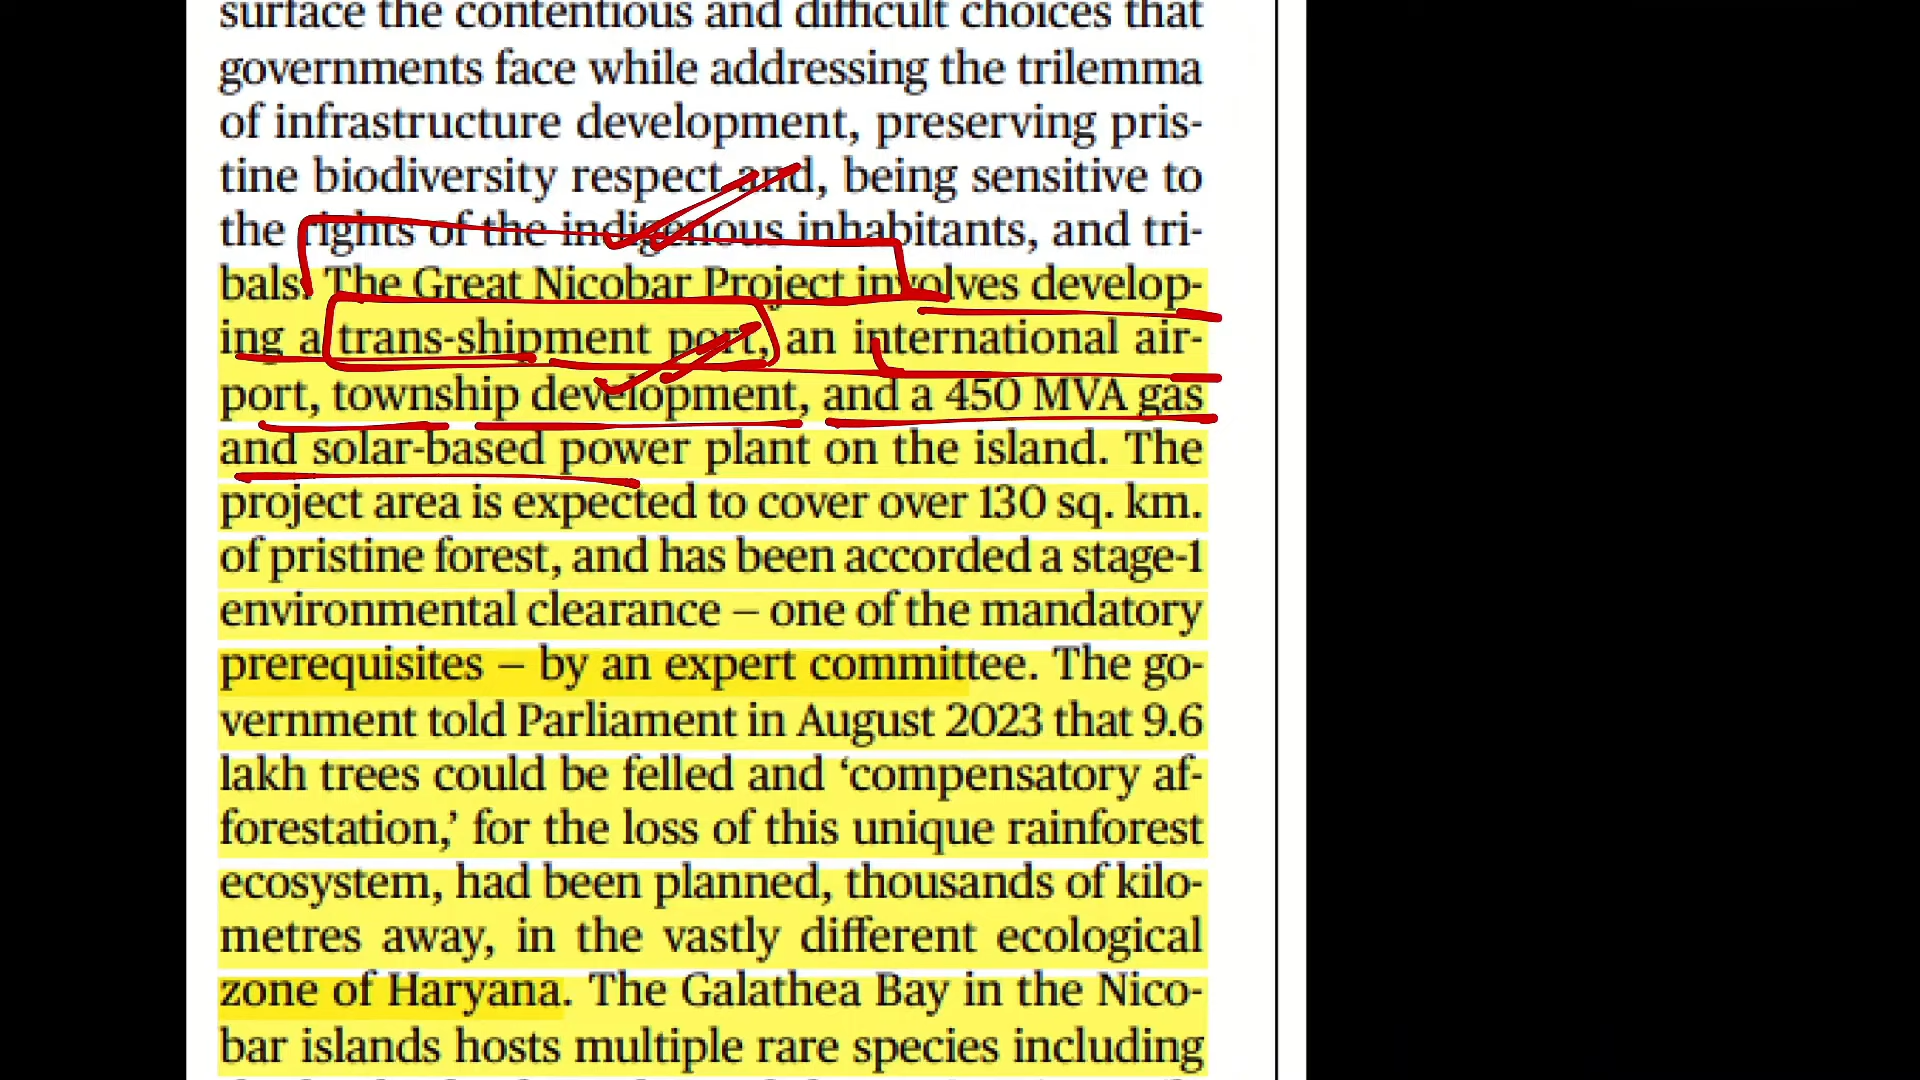 surface the contentious and difficult choices that
governments face while addressing the trilemma
of infrastructure development, preserving pris-
tine biodiversity respect and, being sensitive to
the rights of the indigenous inhabitants, and tri-
bals. The Great Nicobar Project involves develop-
ing a trans-shipment port, an international air-
port, township development, and a 450 MVA gas
and solar-based power plant on the island. The
project area is expected to cover over 130 sq. km.
of pristine forest, and has been accorded a stage-1
environmental clearance – one of the mandatory
prerequisites – by an expert committee. The go-
vernment told Parliament in August 2023 that 9.6
lakh trees could be felled and ‘compensatory af-
forestation,’ for the loss of this unique rainforest
ecosystem, had been planned, thousands of kilo-
metres away, in the vastly different ecological
zone of Haryana. The Galathea Bay in the Nico-
bar islands hosts multiple rare species including